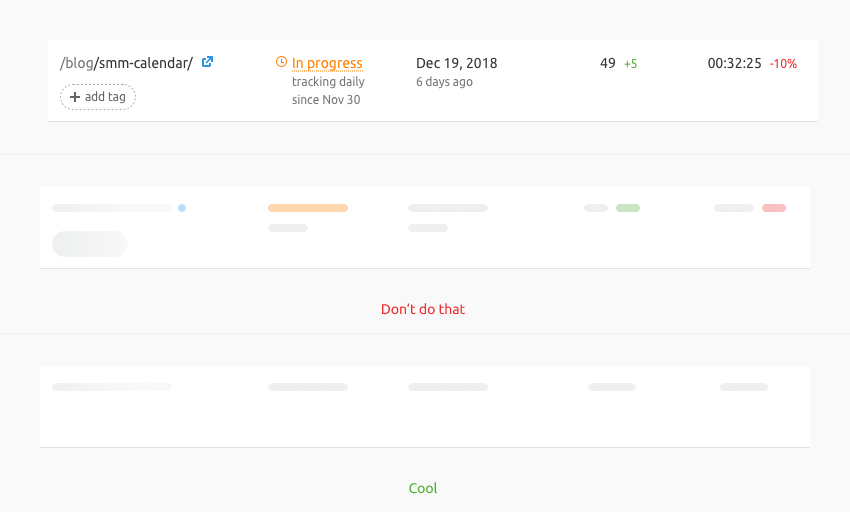 /blog/smm-calendar/ In progress Dec 19, 2018 49 +5 00:32:25 -10%
tracking daily 6 days ago
+ add tag since Nov 30
Don’t do that
Cool